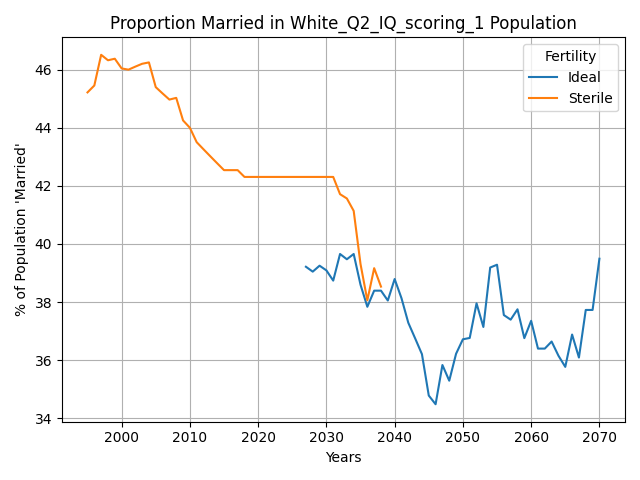 Proportion Married in White_Q2_IQ_scoring_1 Population
Fertility
Ideal
Sterile
% of Population 'Married'
46
44
42
40
38
36
34
2000 2010 2020 2030 2040 2050 2060 2070
Years